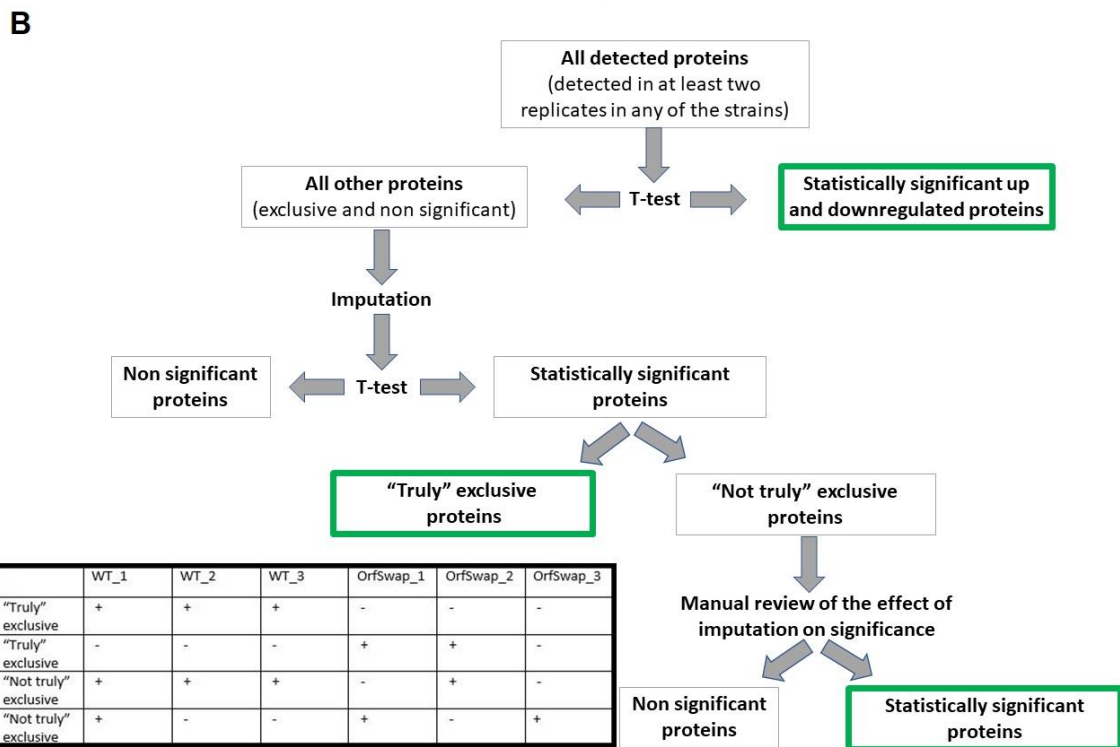 B
All detected proteins
(detected in at least two
replicates in any of the strains)
All other proteins
(exclusive and non significant)
T-test
Statistically significant up
and downregulated proteins
Imputation
Non significant
proteins
T-test
Statistically significant
proteins
“Truly” exclusive
proteins
“Not truly” exclusive
proteins
Manual review of the effect of
imputation on significance
Non significant
proteins
Statistically significant
proteins
WT_1 WT_2 WT_3 OrfSwap_1 OrfSwap_2 OrfSwap_3
“Truly” + + + - - -
exclusive
“Truly” - - - + + -
exclusive
“Not truly” + + + - + -
exclusive
“Not truly” + - - + - +
exclusive